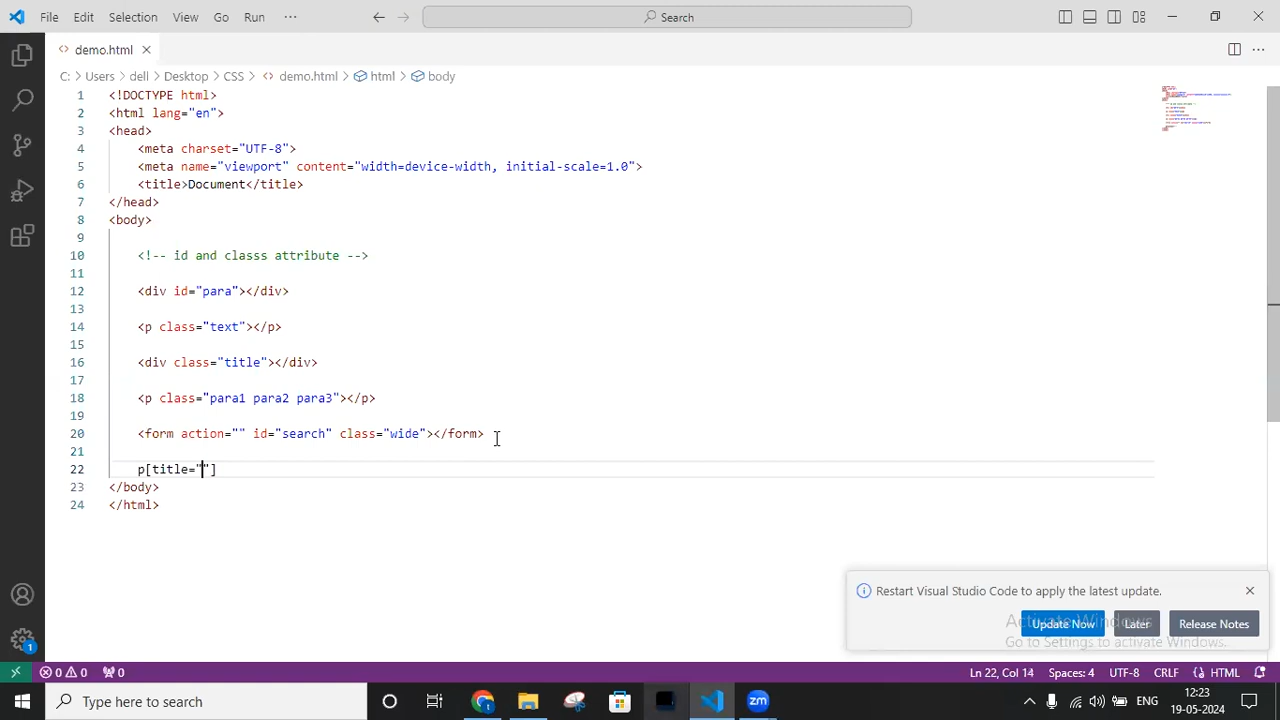 File Edit Selection View Go Run ··· Search
demo.html
C: > Users > dell > Desktop > CSS > demo.html > html > body
1 <!DOCTYPE html>
2 <html lang="en">
3 <head>
4 <meta charset="UTF-8">
5 <meta name="viewport" content="width=device-width, initial-scale=1.0">
6 <title>Document</title>
7 </head>
8 <body>
9
10 <!-- id and classs attribute -->
11
12 <div id="para"></div>
13
14 <p class="text"></p>
15
16 <div class="title"></div>
17
18 <p class="para1 para2 para3"></p>
19
20 <form action="" id="search" class="wide"></form>
21
22 p[title=""]
23 </body>
24 </html>
Restart Visual Studio Code to apply the latest update.
Update Now Later Release Notes
Activate Windows
Go to Settings to activate Windows.
1
0 0 0 Ln 22, Col 14 Spaces: 4 UTF-8 CRLF {} HTML
Type here to search zm ENG 12:23
19-05-2024